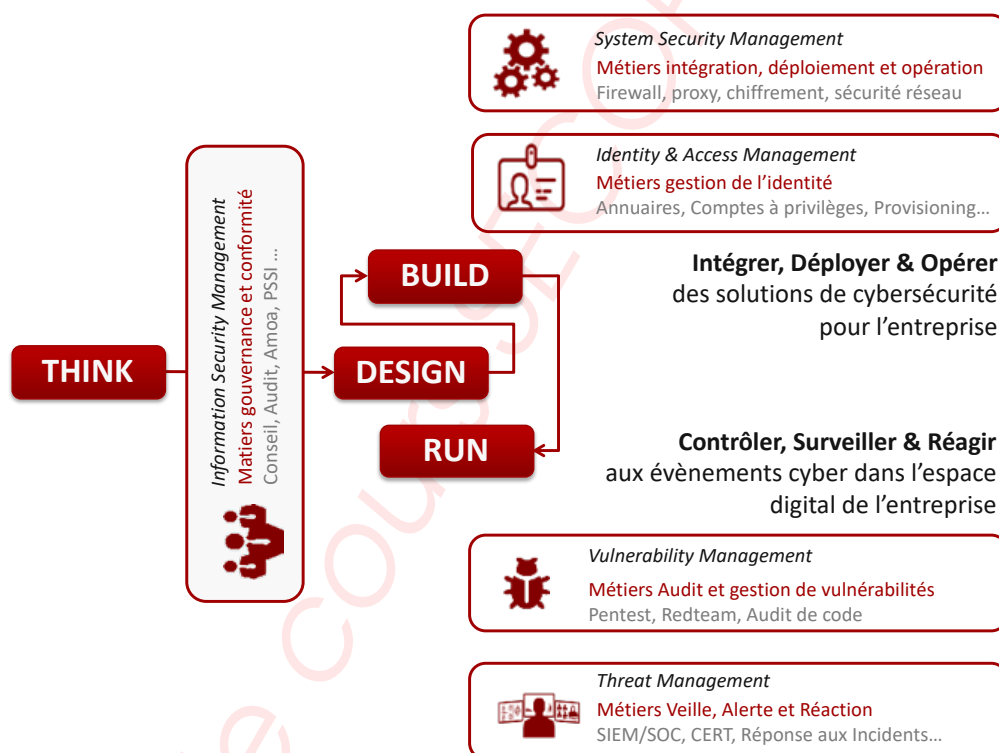 System Security Management
Métiers intégration, déploiement et opération
Firewall, proxy, chiffrement, sécurité réseau
Identity & Access Management
Métiers gestion de l'identité
Annuaires, Comptes à privilèges, Provisioning...
Information Security Management
Matiers gouvernance et conformité
Conseil, Audit, Amoa, PSSI ...
THINK
DESIGN
BUILD
RUN
Intégrer, Déployer & Opérer
des solutions de cybersécurité
pour l'entreprise
Contrôler, Surveiller & Réagir
aux évènements cyber dans l'espace
digital de l'entreprise
Vulnerability Management
Métiers Audit et gestion de vulnérabilités
Pentest, Redteam, Audit de code
Threat Management
Métiers Veille, Alerte et Réaction
SIEM/SOC, CERT, Réponse aux Incidents...